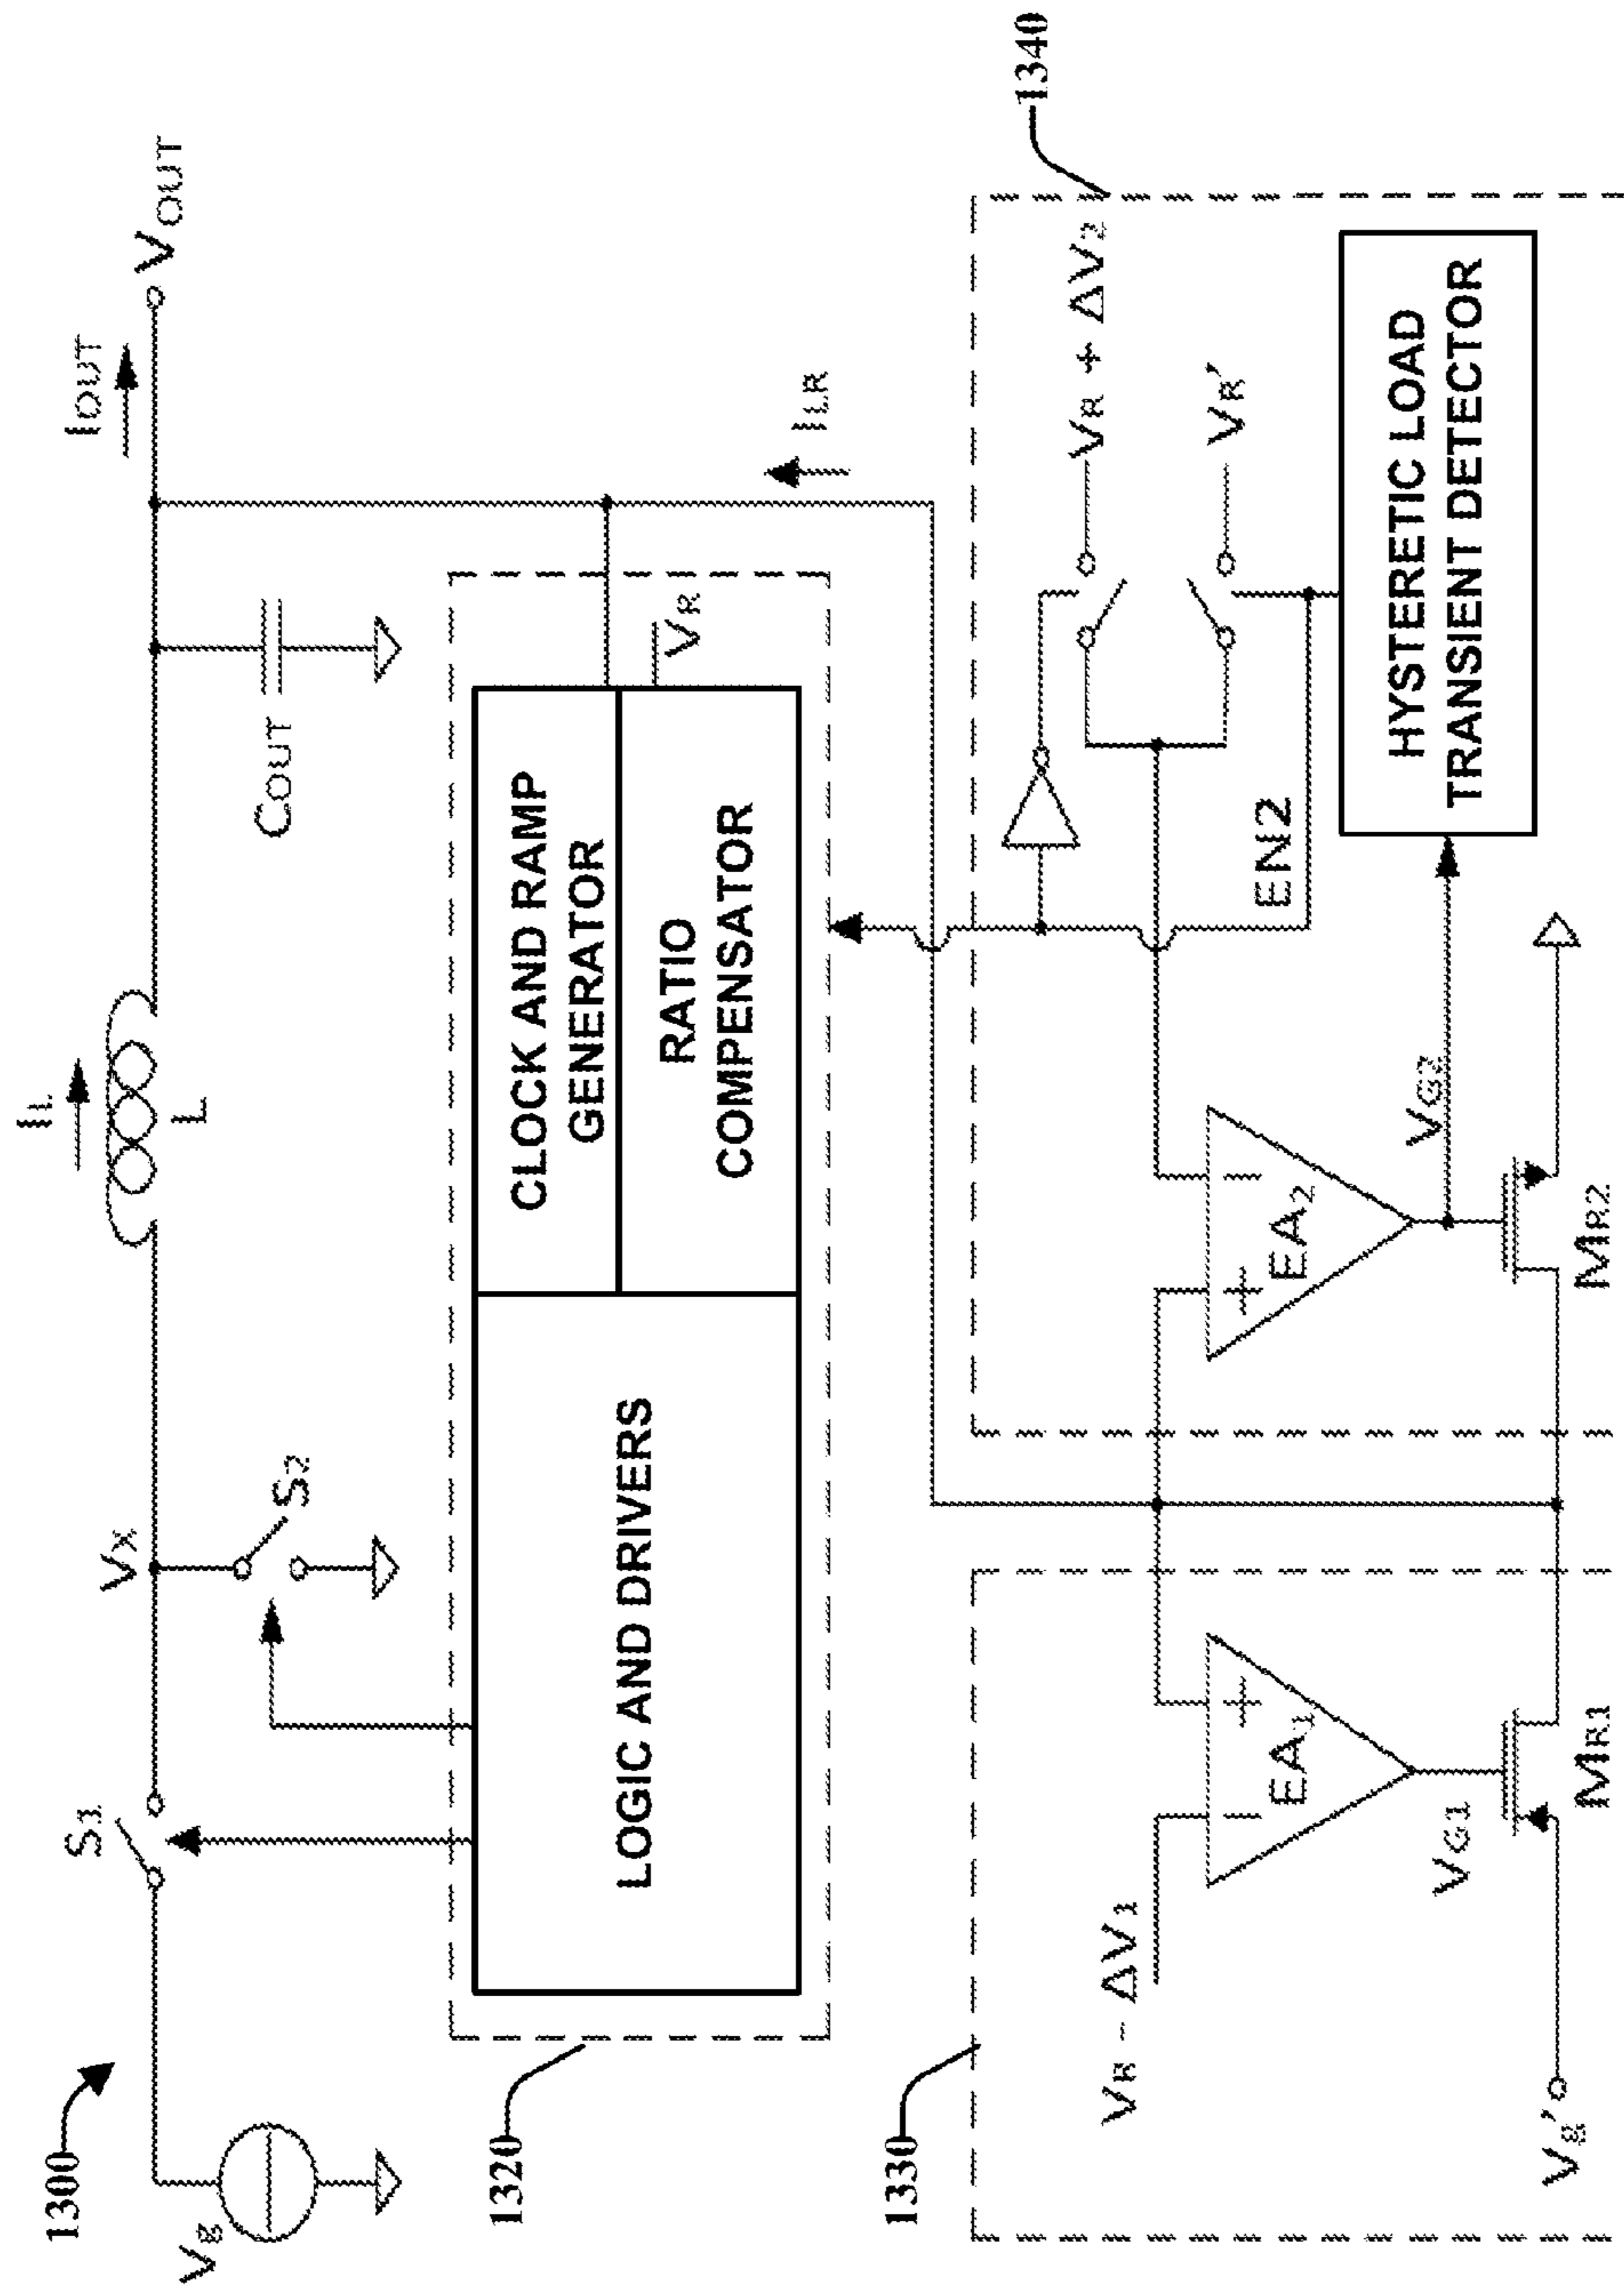 1300
Vg
S1
VX
S2
IL
L
COUT
IOUT
VOUT
1320
LOGIC AND DRIVERS
CLOCK AND RAMP
GENERATOR
RATIO
COMPENSATOR
VR
ILR
1330
VR - ΔV1
EA1
VG1
MR1
Vg'
1340
EA2
VG2
MR2
EN2
VR + ΔV2
VR'
HYSTERETIC LOAD
TRANSIENT DETECTOR